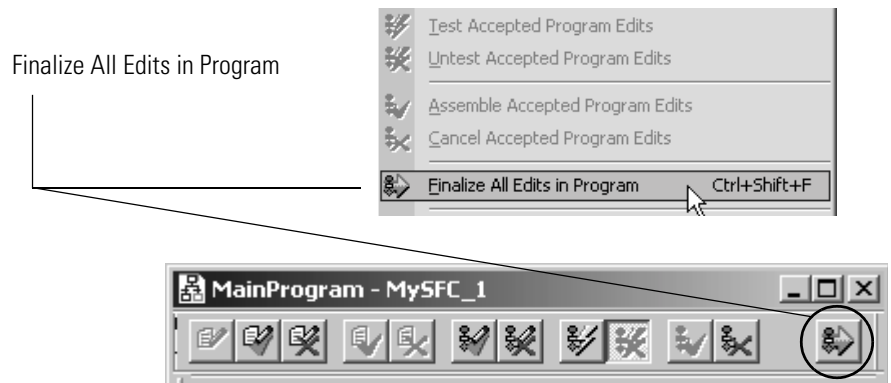 Test Accepted Program Edits
Untest Accepted Program Edits
Finalize All Edits in Program
Assemble Accepted Program Edits
Cancel Accepted Program Edits
Finalize All Edits in Program Ctrl+Shift+F
MainProgram - MySFC_1